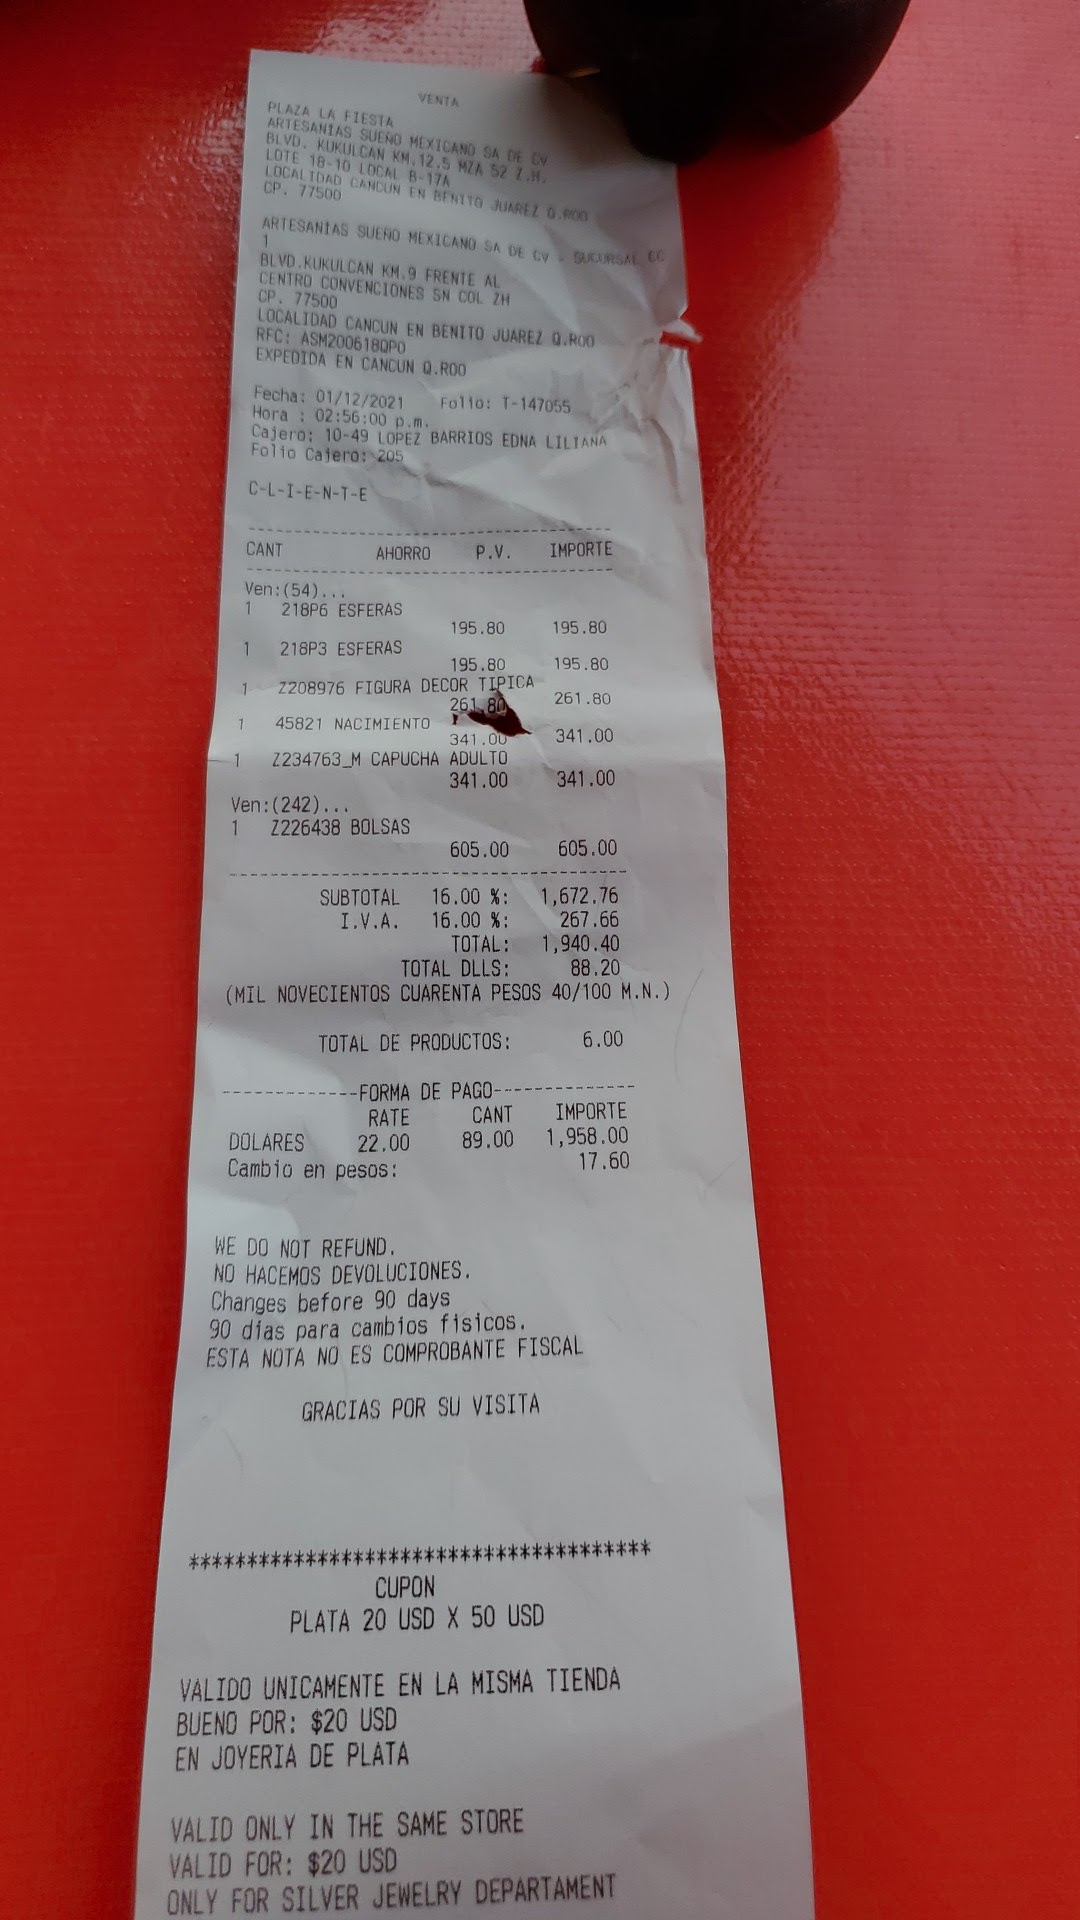 VENTA
PLAZA LA FIESTA
ARTESANIAS SUEÑO MEXICANO SA DE CV
BLVD. KUKULCAN KM.12.5 MZA 52 Z.H.
LOTE 18-10 LOCAL B-17A
LOCALIDAD CANCUN EN BENITO JUAREZ Q.ROO
CP. 77500
ARTESANIAS SUEÑO MEXICANO SA DE CV - SUCURSAL CC
1
BLVD.KUKULCAN KM.9 FRENTE AL
CENTRO CONVENCIONES SN COL ZH
CP. 77500
LOCALIDAD CANCUN EN BENITO JUAREZ Q.ROO
RFC: ASM200618QP0
EXPEDIDA EN CANCUN Q.ROO
Fecha: 01/12/2021 Folio: T-147055
Hora : 02:56:00 p.m.
Cajero: 10-49 LOPEZ BARRIOS EDNA LILIANA
Folio Cajero: 205
C-L-I-E-N-T-E
CANT AHORRO P.V. IMPORTE
Ven:(54)...
1 218P6 ESFERAS
195.80 195.80
1 218P3 ESFERAS
195.80 195.80
1 Z208976 FIGURA DECOR TIPICA
261.80 261.80
1 45821 NACIMIENTO
341.00 341.00
1 Z234763_M CAPUCHA ADULTO
341.00 341.00
Ven:(242)...
1 Z226438 BOLSAS
605.00 605.00
SUBTOTAL 16.00 %: 1,672.76
I.V.A. 16.00 %: 267.66
TOTAL: 1,940.40
TOTAL DLLS: 88.20
(MIL NOVECIENTOS CUARENTA PESOS 40/100 M.N.)
TOTAL DE PRODUCTOS: 6.00
------------FORMA DE PAGO-------------
RATE CANT IMPORTE
DOLARES 22.00 89.00 1,958.00
Cambio en pesos: 17.60
WE DO NOT REFUND.
NO HACEMOS DEVOLUCIONES.
Changes before 90 days
90 dias para cambios fisicos.
ESTA NOTA NO ES COMPROBANTE FISCAL
GRACIAS POR SU VISITA
****************************************
CUPON
PLATA 20 USD X 50 USD
VALIDO UNICAMENTE EN LA MISMA TIENDA
BUENO POR: $20 USD
EN JOYERIA DE PLATA
VALID ONLY IN THE SAME STORE
VALID FOR: $20 USD
ONLY FOR SILVER JEWELRY DEPARTAMENT